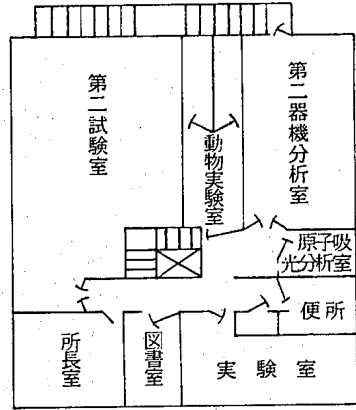 第二試験室
動物実験室
第二器機分析室
原子吸
光分析室
便所
所長室
図書室
実験室